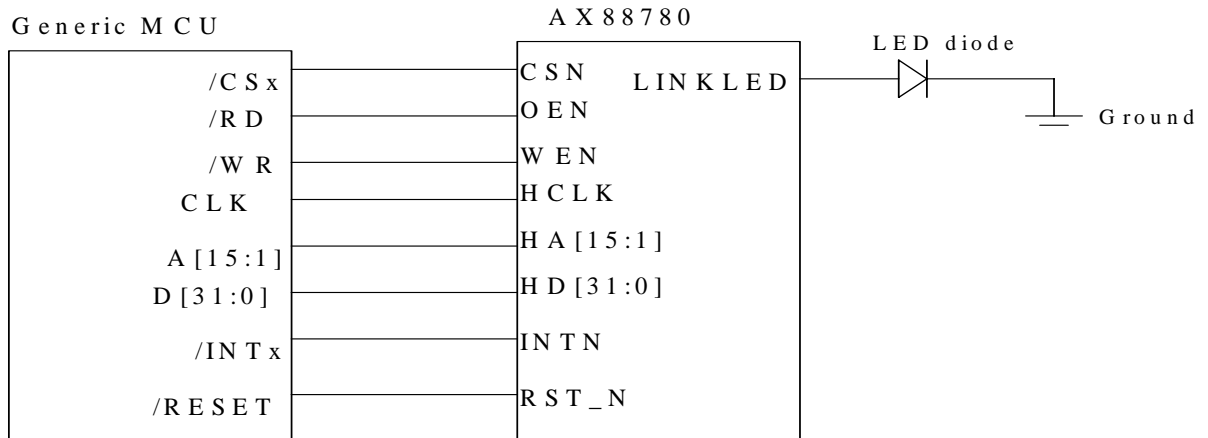 Generic MCU
AX88780
LED diode
/CSx
CSN
LINKLED
/RD
OEN
Ground
/WR
WEN
CLK
HCLK
A[15:1]
HA[15:1]
D[31:0]
HD[31:0]
/INTx
INTN
/RESET
RST_N